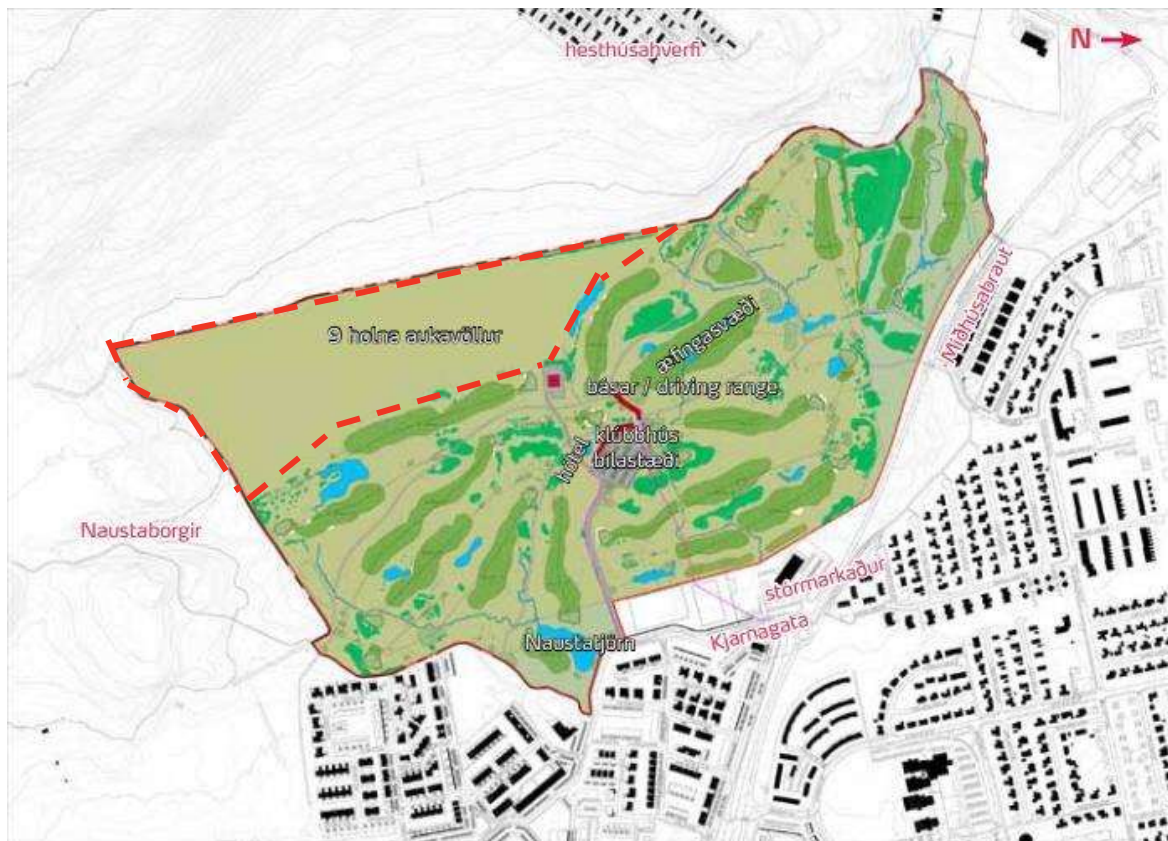 hesthúsahverfi
N
Miðhúsabraut
9 holna aukavöllur
æfingasvæði
básar / driving range
klúbbhús
bílastæði
hótel
Naustaborgir
stórmarkaður
Kjarnagata
Naustatjörn